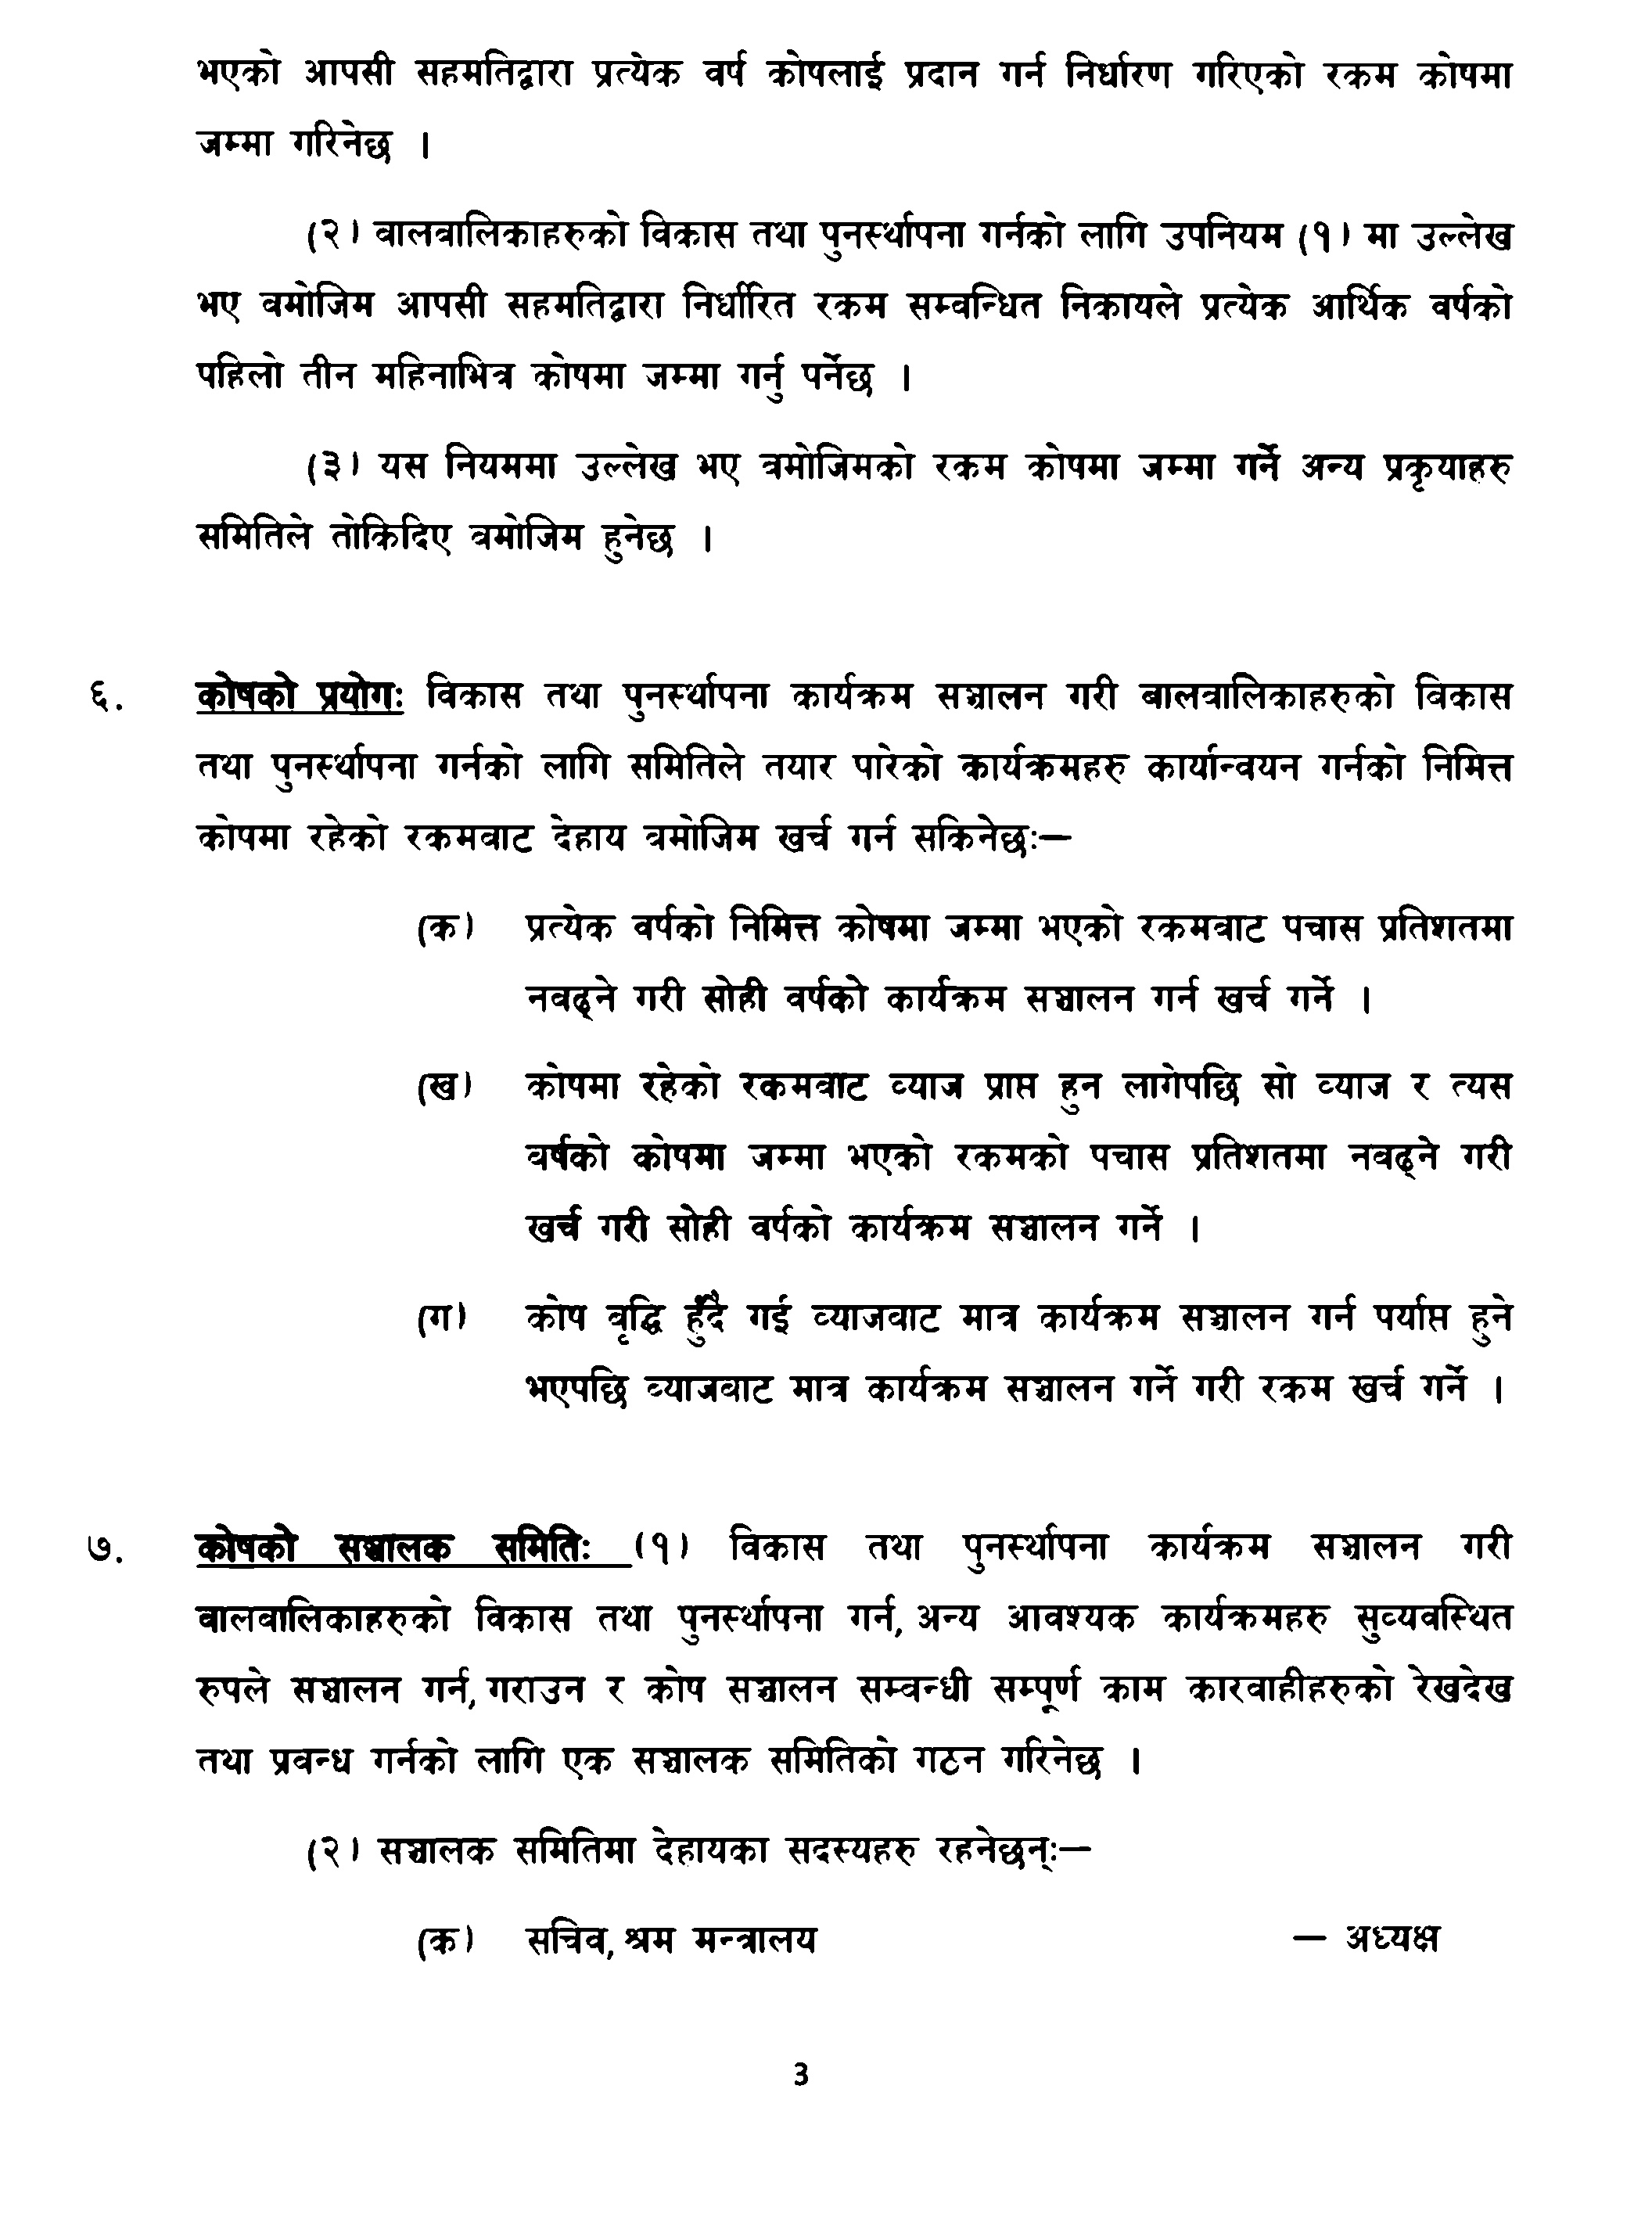 भएको आपसी सहमतिद्वारा प्रत्येक वर्ष कोषलाई प्रदान गर्न निर्धारण गरिएको रकम कोषमा
जम्मा गरिनेछ ।
(२) बालबालिकाहरुको विकास तथा पुनर्स्थापना गर्नको लागि उपनियम (१) मा उल्लेख
भए बमोजिम आपसी सहमतिद्वारा निर्धारित रकम सम्बन्धित निकायले प्रत्येक आर्थिक वर्षको
पहिलो तीन महिनाभित्र कोषमा जम्मा गर्नु पर्नेछ ।
(३) यस नियममा उल्लेख भए बमोजिमको रकम कोषमा जम्मा गर्ने अन्य प्रकृयाहरु
समितिले तोकिदिए बमोजिम हुनेछ ।
६. कोषको प्रयोगः विकास तथा पुनर्स्थापना कार्यक्रम सञ्चालन गरी बालबालिकाहरुको विकास
तथा पुनर्स्थापना गर्नको लागि समितिले तयार पारेको कार्यक्रमहरु कार्यान्वयन गर्नको निमित्त
कोषमा रहेको रकमबाट देहाय बमोजिम खर्च गर्न सकिनेछः—
(क) प्रत्येक वर्षको निमित्त कोषमा जम्मा भएको रकमबाट पचास प्रतिशतमा
नबढ्ने गरी सोही वर्षको कार्यक्रम सञ्चालन गर्न खर्च गर्ने ।
(ख) कोषमा रहेको रकमबाट ब्याज प्राप्त हुन लागेपछि सो ब्याज र त्यस
वर्षको कोषमा जम्मा भएको रकमको पचास प्रतिशतमा नबढ्ने गरी
खर्च गरी सोही वर्षको कार्यक्रम सञ्चालन गर्ने ।
(ग) कोष बृद्धि हुँदै गई ब्याजबाट मात्र कार्यक्रम सञ्चालन गर्न पर्याप्त हुने
भएपछि ब्याजबाट मात्र कार्यक्रम सञ्चालन गर्ने गरी रकम खर्च गर्ने ।
७. कोषको सञ्चालक समितिः (१) विकास तथा पुनर्स्थापना कार्यक्रम सञ्चालन गरी
बालबालिकाहरुको विकास तथा पुनर्स्थापना गर्न, अन्य आवश्यक कार्यक्रमहरु सुव्यवस्थित
रुपले सञ्चालन गर्न, गराउन र कोष सञ्चालन सम्बन्धी सम्पूर्ण काम कारबाहीहरुको रेखदेख
तथा प्रबन्ध गर्नको लागि एक सञ्चालक समितिको गठन गरिनेछ ।
(२) सञ्चालक समितिमा देहायका सदस्यहरु रहनेछन्ः—
(क) सचिव, श्रम मन्त्रालय — अध्यक्ष
३